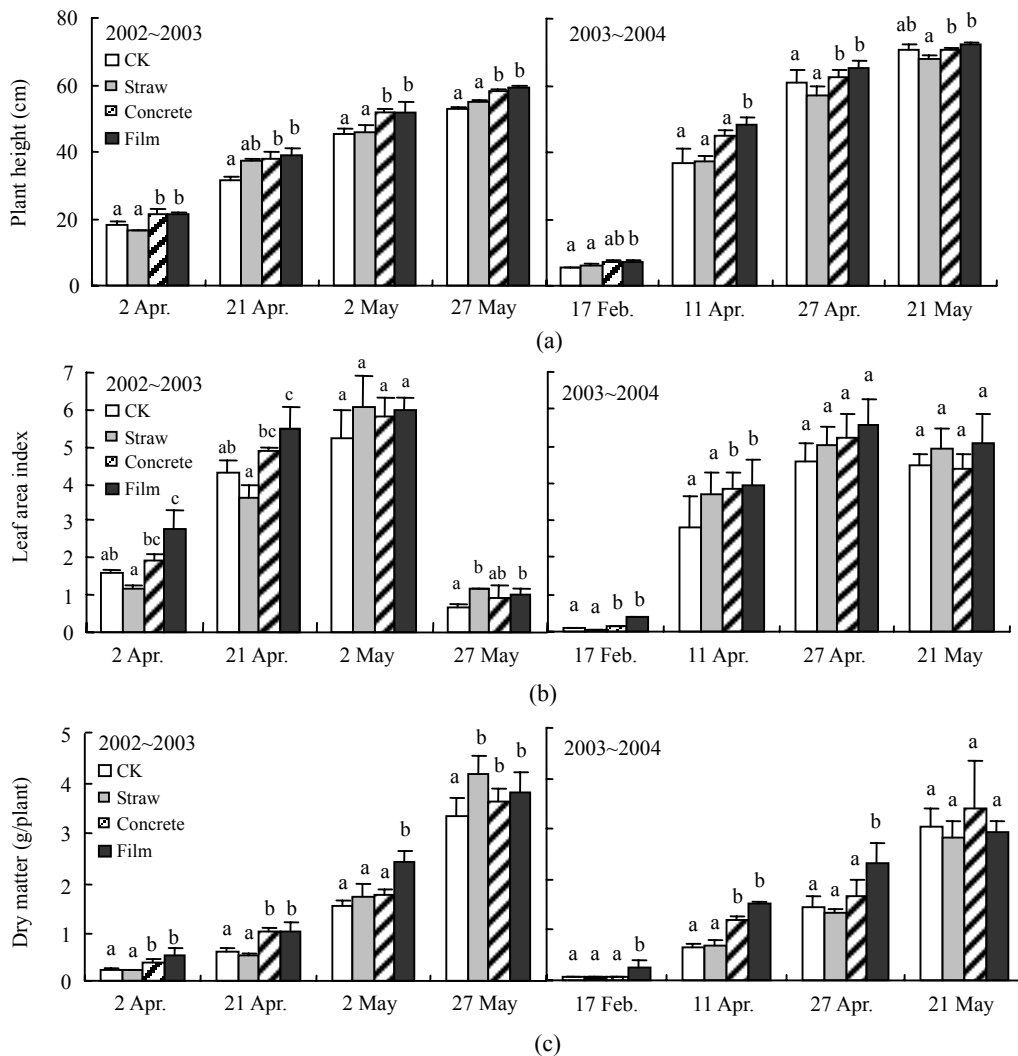 Plant height (cm)
80
60
40
20
0
2002~2003
CK
Straw
Concrete
Film
a a b b
a ab b b
a a b b
a a b b
2 Apr. 21 Apr. 2 May 27 May
2003~2004
a a ab b
a a a b
a a b b
ab a b b
17 Feb. 11 Apr. 27 Apr. 21 May
(a)
Leaf area index
7
6
5
4
3
2
1
0
2002~2003
CK
Straw
Concrete
Film
ab a bc c
ab a bc c
a a a a
a b ab b
2 Apr. 21 Apr. 2 May 27 May
2003~2004
a a b b
a a b b
a a a a
a a a a
17 Feb. 11 Apr. 27 Apr. 21 May
(b)
Dry matter (g/plant)
5
4
3
2
1
0
2002~2003
CK
Straw
Concrete
Film
a a b b
a a b b
a a a b
a b b b
2 Apr. 21 Apr. 2 May 27 May
2003~2004
a a a b
a a b b
a a a b
a a a a
17 Feb. 11 Apr. 27 Apr. 21 May
(c)